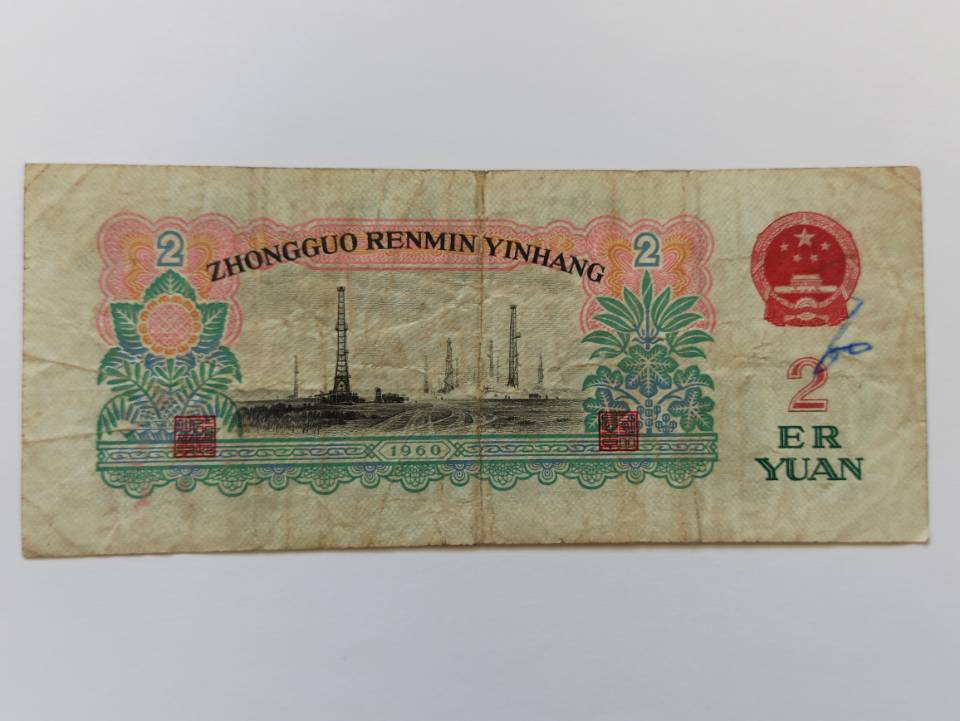 2
2
ZHONGGUO RENMIN YINHANG
1960
2
ER
YUAN